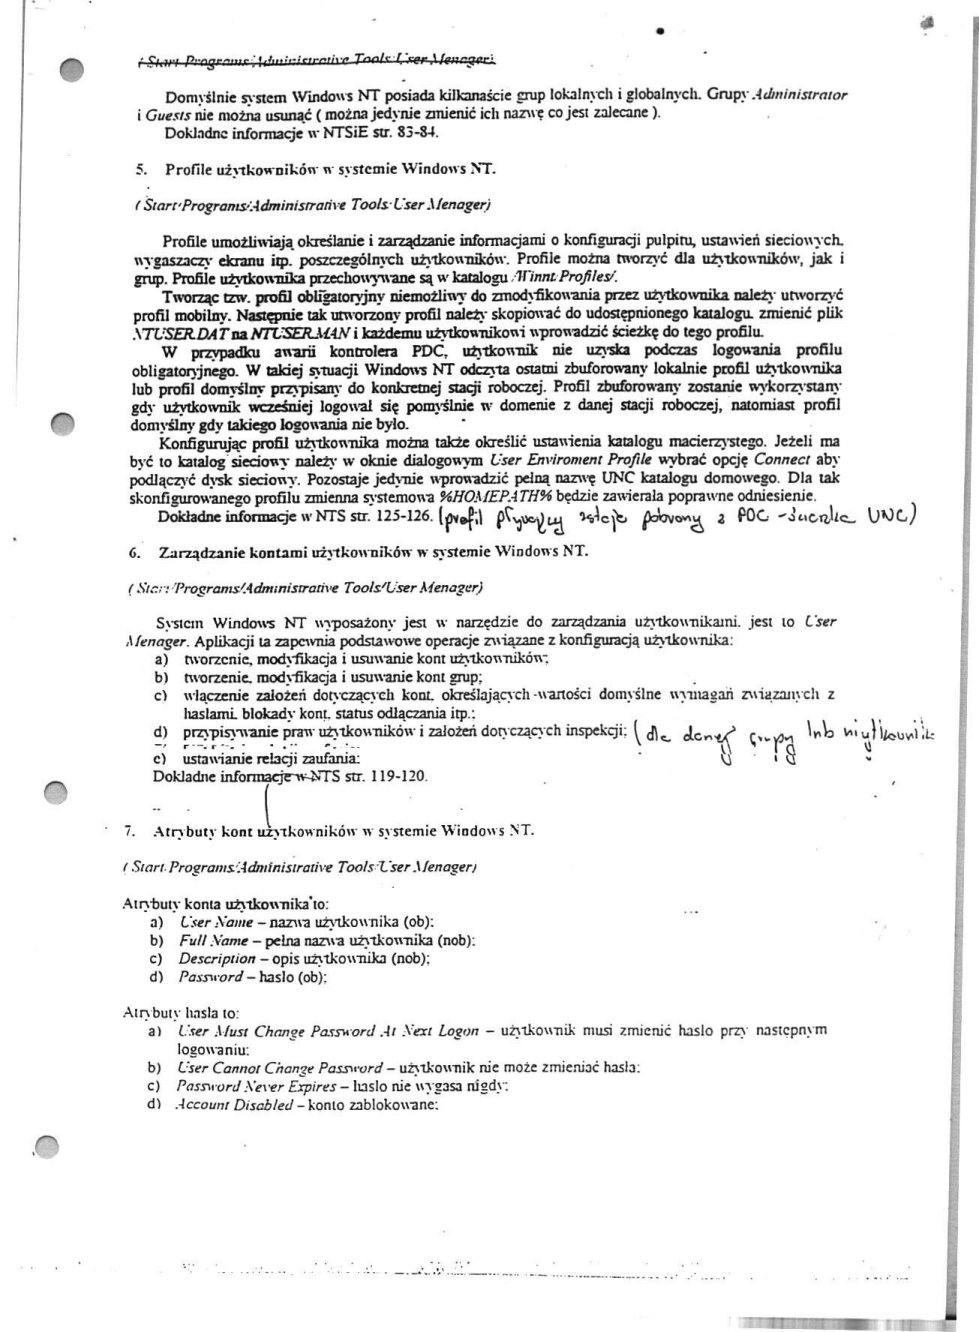 ( Start Programs Administrative Tools User Menager)
Domyślnie system Windows NT posiada kilkanaście grup lokalnych i globalnych. Grupy Administrator
i Guests nie można usunąć ( można jedynie zmienić ich nazwę co jest zalecane ).
Dokładne informacje w NTSiE str. 83-84.
5. Profile użytkowników w systemie Windows NT.
( Start/Programs/Administrative Tools/User Menager)
Profile umożliwiają określanie i zarządzanie informacjami o konfiguracji pulpitu, ustawień sieciowych,
wygaszaczy ekranu itp. poszczególnych użytkowników. Profile można tworzyć dla użytkowników, jak i
grup. Profile użytkownika przechowywane są w katalogu /Winnt/Profiles/.
Tworząc tzw. profil obligatoryjny niemożliwy do zmodyfikowania przez użytkownika należy utworzyć
profil mobilny. Następnie tak utworzony profil należy skopiować do udostępnionego katalogu, zmienić plik
NTUSER.DAT na NTUSER.MAN i każdemu użytkownikowi wprowadzić ścieżkę do tego profilu.
W przypadku awarii kontrolera PDC, użytkownik nie uzyska podczas logowania profilu
obligatoryjnego. W takiej sytuacji Windows NT odczyta ostatni zbuforowany lokalnie profil użytkownika
lub profil domyślny przypisany do konkretnej stacji roboczej. Profil zbuforowany zostanie wykorzystany
gdy użytkownik wcześniej logował się pomyślnie w domenie z danej stacji roboczej, natomiast profil
domyślny gdy takiego logowania nie było.
Konfigurując profil użytkownika można także określić ustawienia katalogu macierzystego. Jeżeli ma
być to katalog sieciowy należy w oknie dialogowym User Enviroment Profile wybrać opcję Connect aby
podłączyć dysk sieciowy. Pozostaje jedynie wprowadzić pełną nazwę UNC katalogu domowego. Dla tak
skonfigurowanego profilu zmienna systemowa %HOMEPATH% będzie zawierała poprawne odniesienie.
Dokładne informacje w NTS str. 125-126. (profil pobrany z PDC - UNC)
6. Zarządzanie kontami użytkowników w systemie Windows NT.
( Start/Programs/Administrative Tools/User Menager)
System Windows NT wyposażony jest w narzędzie do zarządzania użytkownikami. jest to User
Menager. Aplikacji ta zapewnia podstawowe operacje związane z konfiguracją użytkownika:
a) tworzenie, modyfikacja i usuwanie kont użytkowników;
b) tworzenie, modyfikacja i usuwanie kont grup;
c) włączenie założeń dotyczących kont, określających wartości domyślne wymagań związanych z
hasłami, blokady kont, status odłączania itp.;
d) przypisywanie praw użytkowników i założeń dotyczących inspekcji; ( dla danej grupy lub
e) ustawianie relacji zaufania;
Dokładne informacje w NTS str. 119-120.
7. Atrybuty kont użytkowników w systemie Windows NT.
( Start/Programs/Administrative Tools/User Menager)
Atrybuty konta użytkownika to:
a) User Name – nazwa użytkownika (ob);
b) Full Name – pełna nazwa użytkownika (nob);
c) Description – opis użytkownika (nob);
d) Password – hasło (ob);
Atrybuty hasła to:
a) User Must Change Password At Next Logon – użytkownik musi zmienić hasło przy następnym
logowaniu;
b) User Cannot Change Password – użytkownik nie może zmieniać hasła;
c) Password Never Expires – hasło nie wygasa nigdy;
d) Account Disabled – konto zablokowane;